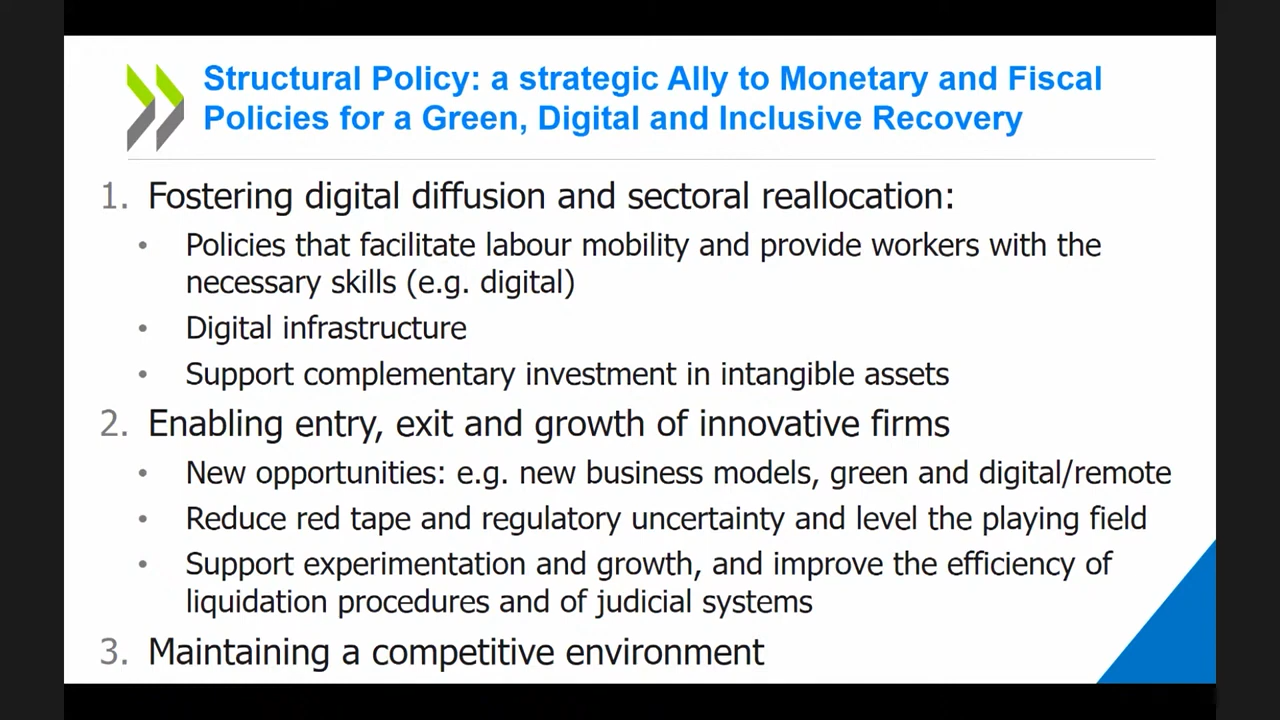 Structural Policy: a strategic Ally to Monetary and Fiscal
Policies for a Green, Digital and Inclusive Recovery
1. Fostering digital diffusion and sectoral reallocation:
• Policies that facilitate labour mobility and provide workers with the
necessary skills (e.g. digital)
• Digital infrastructure
• Support complementary investment in intangible assets
2. Enabling entry, exit and growth of innovative firms
• New opportunities: e.g. new business models, green and digital/remote
• Reduce red tape and regulatory uncertainty and level the playing field
• Support experimentation and growth, and improve the efficiency of
liquidation procedures and of judicial systems
3. Maintaining a competitive environment